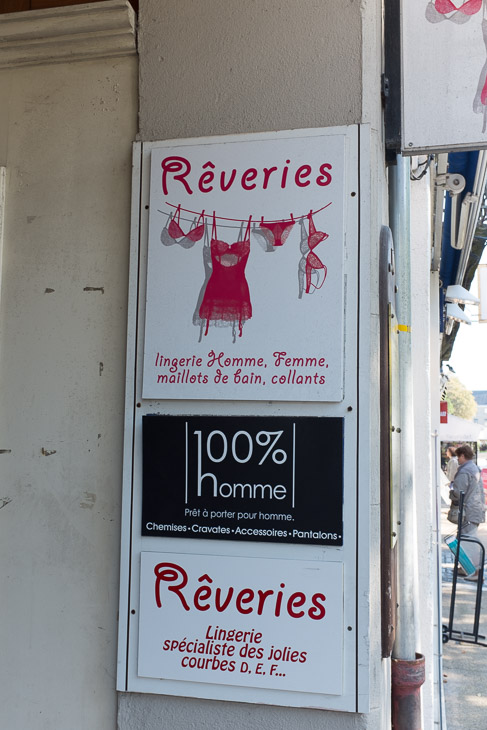 Rêveries
lingerie Homme, Femme,
maillots de bain, collants
100%
homme
Prêt à porter pour homme.
Chemises•Cravates•Accessoires•Pantalons•
Rêveries
Lingerie
spécialiste des jolies
courbes D, E, F...